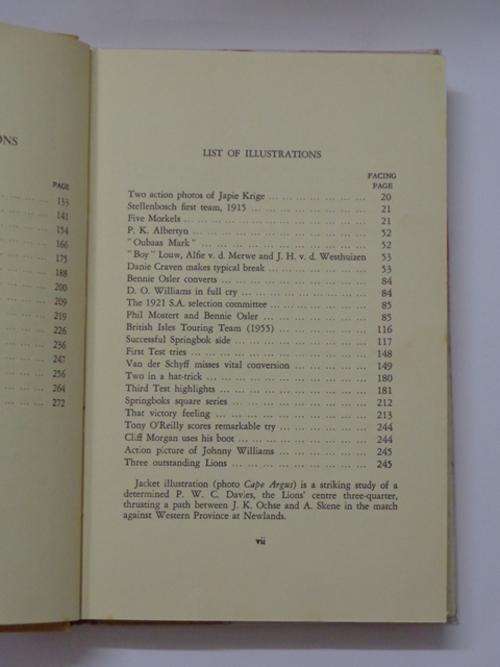 ONS
PAGE
133
141
154
166
175
188
200
209
219
226
236
247
256
264
272
LIST OF ILLUSTRATIONS
FACING
PAGE
Two action photos of Japie Krige ... ... ... ... ... ... 20
Stellenbosch first team, 1915 ... ... ... ... ... ... ... 21
Five Morkels ... ... ... ... ... ... ... ... ... ... 21
P. K. Albertyn ... ... ... ... ... ... ... ... ... ... 52
"Oubaas Mark" ... ... ... ... ... ... ... ... ... ... 52
"Boy" Louw, Alfie v. d. Merwe and J. H. v. d. Westhuizen 53
Danie Craven makes typical break ... ... ... ... ... ... 53
Bennie Osler converts ... ... ... ... ... ... ... ... 84
D. O. Williams in full cry ... ... ... ... ... ... ... 84
The 1921 S.A. selection committee ... ... ... ... ... ... 85
Phil Mostert and Bennie Osler ... ... ... ... ... ... ... 85
British Isles Touring Team (1955) ... ... ... ... ... ... 116
Successful Springbok side ... ... ... ... ... ... ... ... 117
First Test tries ... ... ... ... ... ... ... ... ... ... 148
Van der Schyff misses vital conversion ... ... ... ... ... 149
Two in a hat-trick ... ... ... ... ... ... ... ... ... 180
Third Test highlights ... ... ... ... ... ... ... ... ... 181
Springboks square series ... ... ... ... ... ... ... ... 212
That victory feeling ... ... ... ... ... ... ... ... ... 213
Tony O'Reilly scores remarkable try ... ... ... ... ... ... 244
Cliff Morgan uses his boot ... ... ... ... ... ... ... 244
Action picture of Johnny Williams ... ... ... ... ... ... 245
Three outstanding Lions ... ... ... ... ... ... ... ... 245
Jacket illustration (photo Cape Argus) is a striking study of a
determined P. W. C. Davies, the Lions' centre three-quarter,
thrusting a path between J. K. Ochse and A. Skene in the match
against Western Province at Newlands.
vii